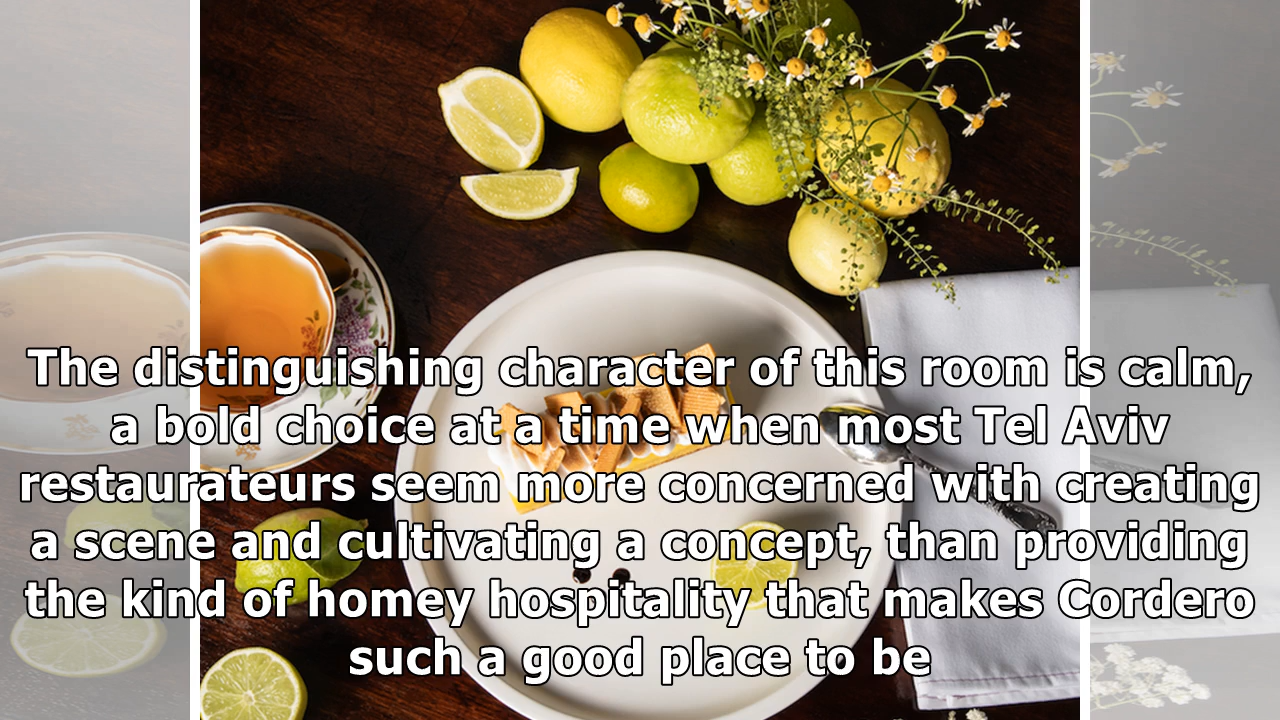 The distinguishing character of this room is calm,
a bold choice at a time when most Tel Aviv
restaurateurs seem more concerned with creating
a scene and cultivating a concept, than providing
the kind of homey hospitality that makes Cordero
such a good place to be